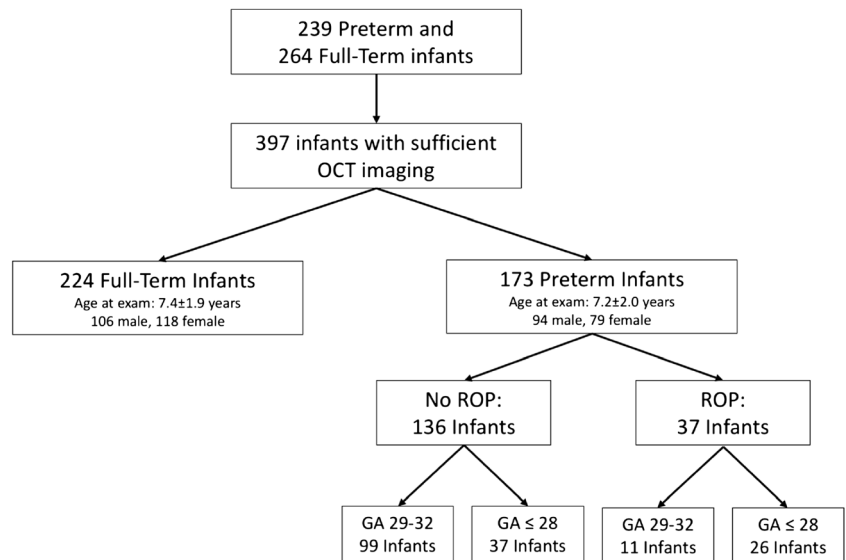 239 Preterm and
264 Full-Term infants
397 infants with sufficient
OCT imaging
224 Full-Term Infants
Age at exam: 7.4±1.9 years
106 male, 118 female
173 Preterm Infants
Age at exam: 7.2±2.0 years
94 male, 79 female
No ROP:
136 Infants
ROP:
37 Infants
GA 29-32
99 Infants
GA ≤ 28
37 Infants
GA 29-32
11 Infants
GA ≤ 28
26 Infants